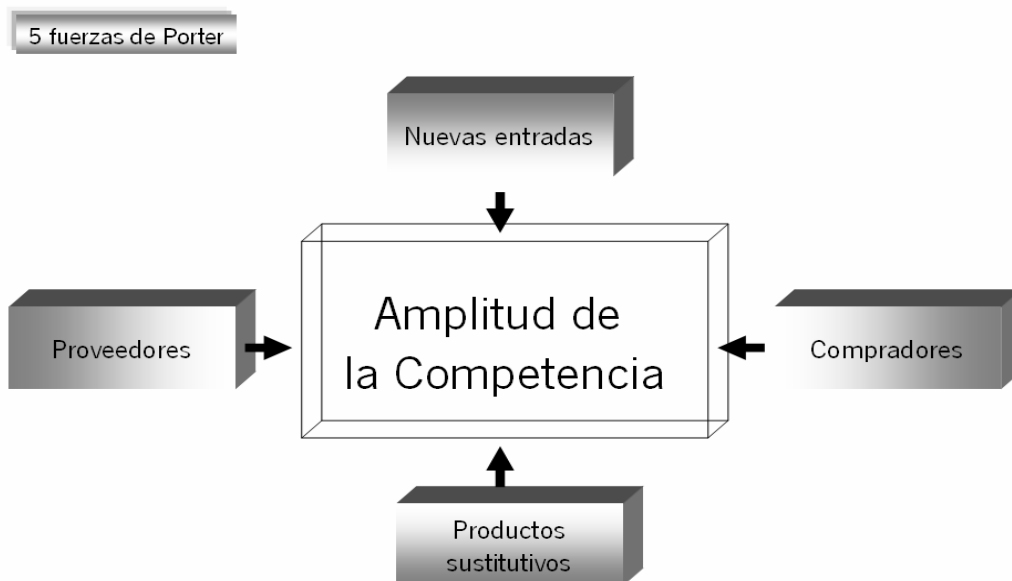 5 fuerzas de Porter
Nuevas entradas
Amplitud de
la Competencia
Proveedores
Compradores
Productos
sustitutivos